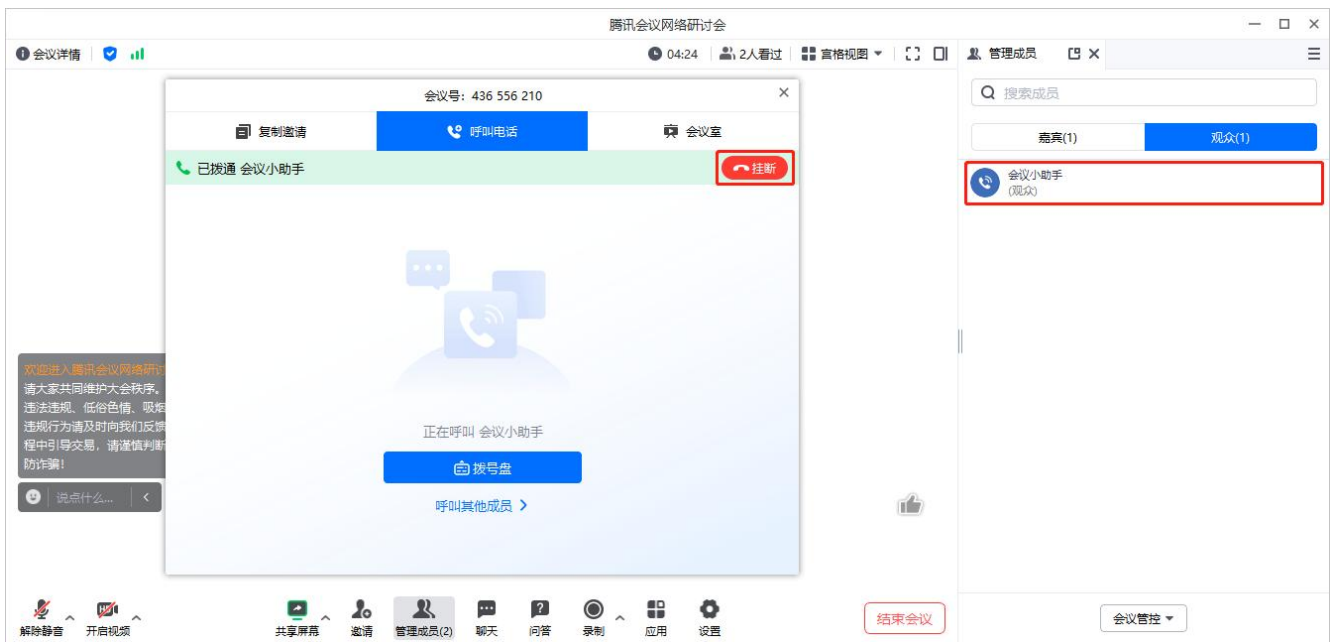 腾讯会议网络研讨会
会议详情
04:24 2人看过 宫格视图
管理成员
会议号: 436 556 210
复制邀请 呼叫电话 会议室
已拨通 会议小助手
挂断
正在呼叫 会议小助手
拨号盘
呼叫其他成员
搜索成员
嘉宾(1) 观众(1)
会议小助手
(观众)
欢迎进入腾讯会议网络研讨
请大家共同维护大会秩序。
违法违规、低俗色情、吸烟
违规行为请及时向我们反馈
程中引导交易，请谨慎判断
防诈骗！
说点什么...
解除静音 开启视频 共享屏幕 邀请 管理成员(2) 聊天 问答 录制 应用 设置
结束会议
会议管控